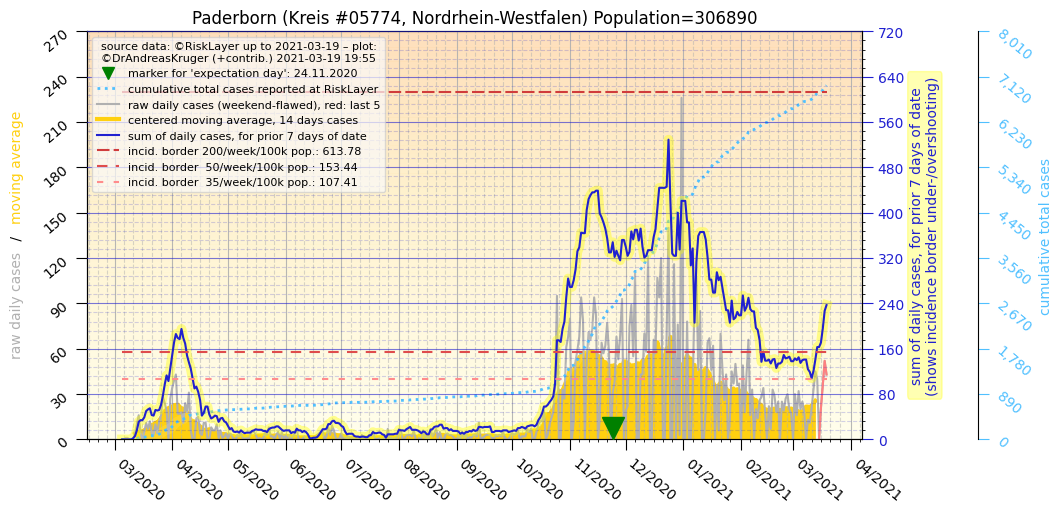 Paderborn (Kreis #05774, Nordrhein-Westfalen) Population=306890
source data: ©RiskLayer up to 2021-03-19 – plot:
©DrAndreasKruger (+contrib.) 2021-03-19 19:55
marker for 'expectation day': 24.11.2020
cumulative total cases reported at RiskLayer
raw daily cases (weekend-flawed), red: last 5
centered moving average, 14 days cases
sum of daily cases, for prior 7 days of date
incid. border 200/week/100k pop.: 613.78
incid. border  50/week/100k pop.: 153.44
incid. border  35/week/100k pop.: 107.41
raw daily cases / moving average
270
240
210
180
150
120
90
60
30
0
03/2020
04/2020
05/2020
06/2020
07/2020
08/2020
09/2020
10/2020
11/2020
12/2020
01/2021
02/2021
03/2021
04/2021
720
640
560
480
400
320
240
160
80
0
sum of daily cases, for prior 7 days of date
(shows incidence border under-/overshooting)
8,010
7,120
6,230
5,340
4,450
3,560
2,670
1,780
890
0
cumulative total cases